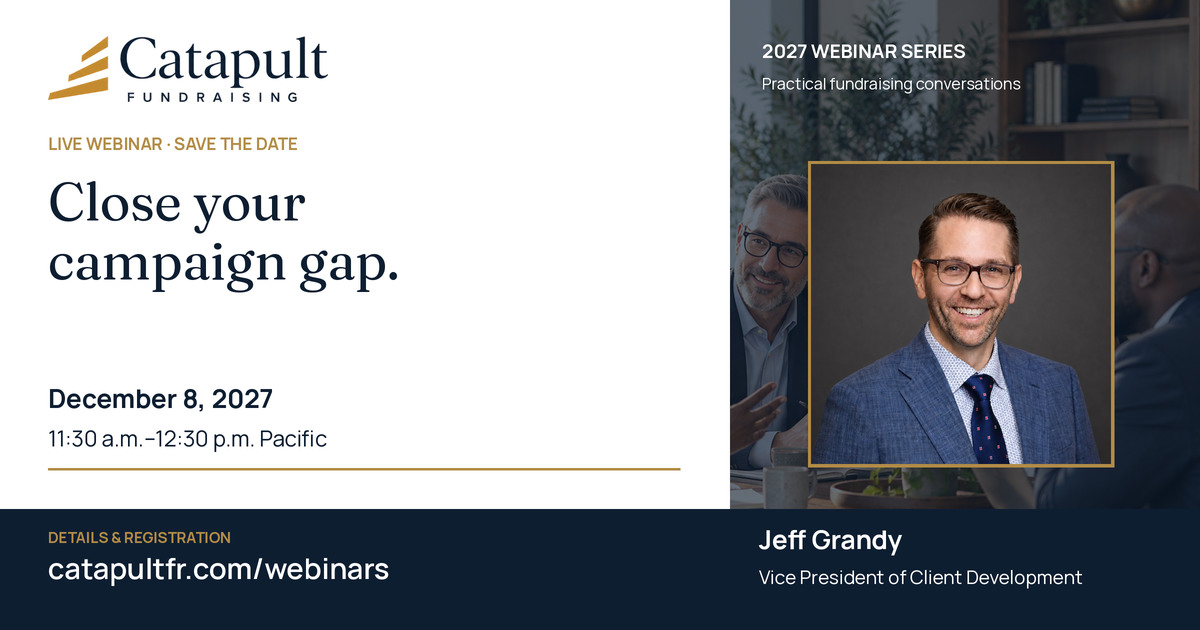 Catapult
FUNDRAISING
LIVE WEBINAR · SAVE THE DATE
Close your
campaign gap.
December 8, 2027
11:30 a.m.–12:30 p.m. Pacific
DETAILS & REGISTRATION
catapultfr.com/webinars
2027 WEBINAR SERIES
Practical fundraising conversations
Jeff Grandy
Vice President of Client Development